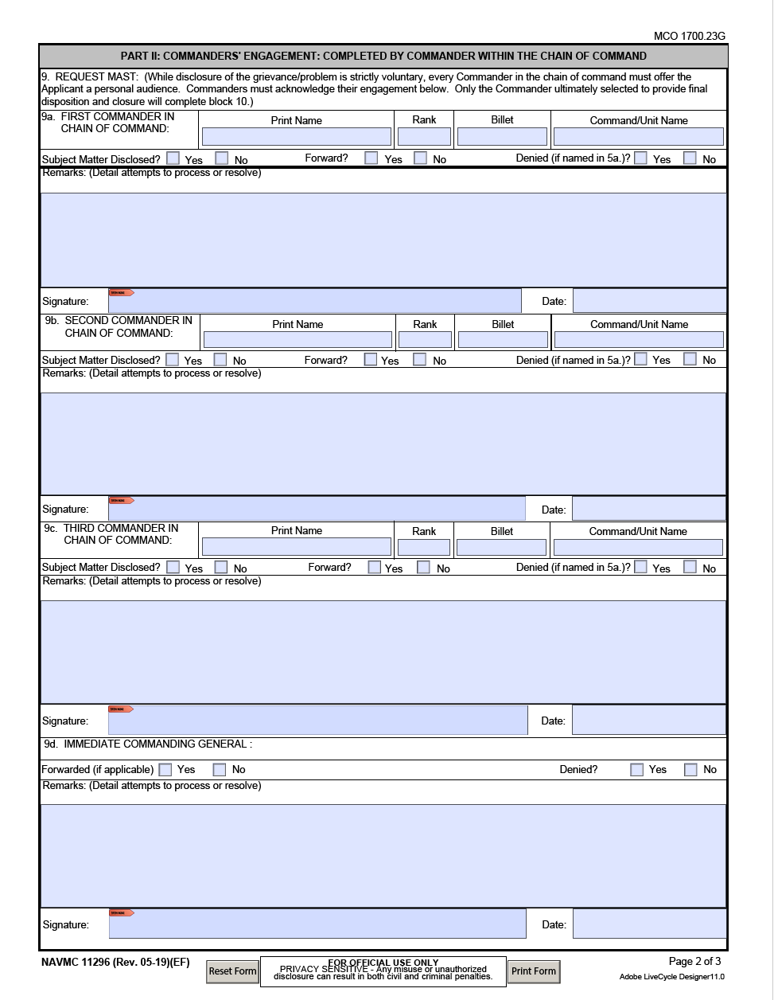 MCO 1700.23G
PART II: COMMANDERS' ENGAGEMENT: COMPLETED BY COMMANDER WITHIN THE CHAIN OF COMMAND
9. REQUEST MAST: (While disclosure of the grievance/problem is strictly voluntary, every Commander in the chain of command must offer the
Applicant a personal audience. Commanders must acknowledge their engagement below. Only the Commander ultimately selected to provide final
disposition and closure will complete block 10.)
9a. FIRST COMMANDER IN
CHAIN OF COMMAND:
Print Name Rank Billet Command/Unit Name
Subject Matter Disclosed? Yes No Forward? Yes No Denied (if named in 5a.)? Yes No
Remarks: (Detail attempts to process or resolve)
Signature: Date:
9b. SECOND COMMANDER IN
CHAIN OF COMMAND:
Print Name Rank Billet Command/Unit Name
Subject Matter Disclosed? Yes No Forward? Yes No Denied (if named in 5a.)? Yes No
Remarks: (Detail attempts to process or resolve)
Signature: Date:
9c. THIRD COMMANDER IN
CHAIN OF COMMAND:
Print Name Rank Billet Command/Unit Name
Subject Matter Disclosed? Yes No Forward? Yes No Denied (if named in 5a.)? Yes No
Remarks: (Detail attempts to process or resolve)
Signature: Date:
9d. IMMEDIATE COMMANDING GENERAL :
Forwarded (if applicable) Yes No Denied? Yes No
Remarks: (Detail attempts to process or resolve)
Signature: Date:
NAVMC 11296 (Rev. 05-19)(EF)
Reset Form
FOR OFFICIAL USE ONLY
PRIVACY SENSITIVE - Any misuse or unauthorized
disclosure can result in both civil and criminal penalties.
Print Form
Page 2 of 3
Adobe LiveCycle Designer11.0